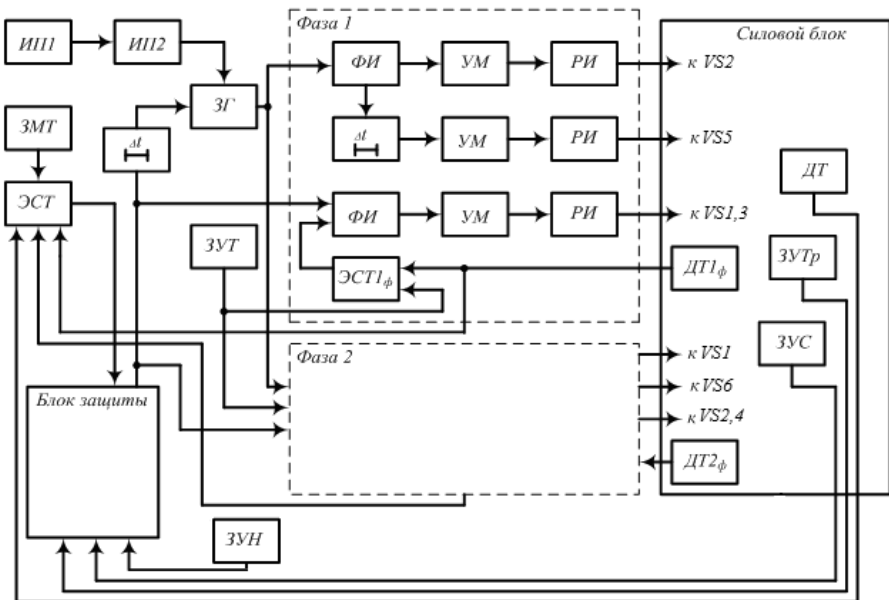 Фаза 1
Силовой блок
ИП1
ИП2
ФИ
УМ
РИ
к VS2
ЗГ
ЗМТ
Δt
Δt
УМ
РИ
к VS5
ДТ
ЭСТ
ФИ
УМ
РИ
к VS1,3
ЗУТ
ЭСТ1ф
ДТ1ф
ЗУТр
ЗУС
Фаза 2
к VS1
к VS6
к VS2,4
Блок защиты
ДТ2ф
ЗУН